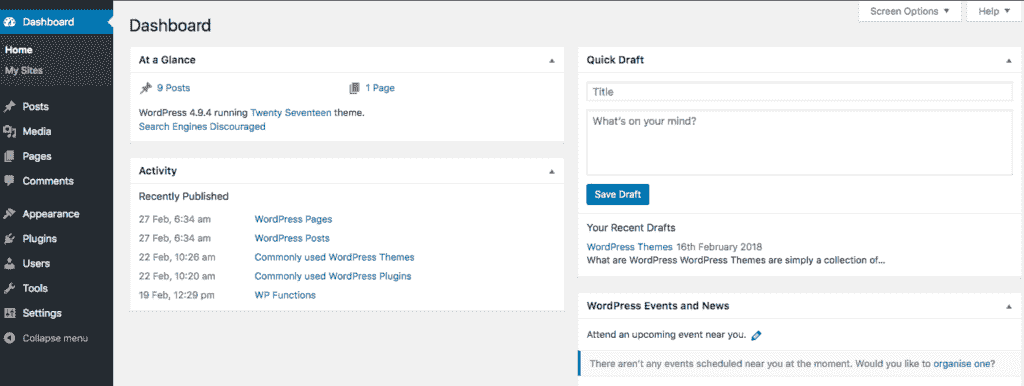 Dashboard
Home
My Sites
Posts
Media
Pages
Comments
Appearance
Plugins
Users
Tools
Settings
Collapse menu
Screen Options
Help
Dashboard
At a Glance
9 Posts
1 Page
WordPress 4.9.4 running Twenty Seventeen theme.
Search Engines Discouraged
Activity
Recently Published
27 Feb, 6:34 am WordPress Pages
27 Feb, 6:34 am WordPress Posts
22 Feb, 10:26 am Commonly used WordPress Themes
22 Feb, 10:20 am Commonly used WordPress Plugins
19 Feb, 12:29 pm WP Functions
Quick Draft
Title
What's on your mind?
Save Draft
Your Recent Drafts
WordPress Themes 16th February 2018
What are WordPress WordPress Themes are simply a collection of…
WordPress Events and News
Attend an upcoming event near you.
There aren't any events scheduled near you at the moment. Would you like to organise one?